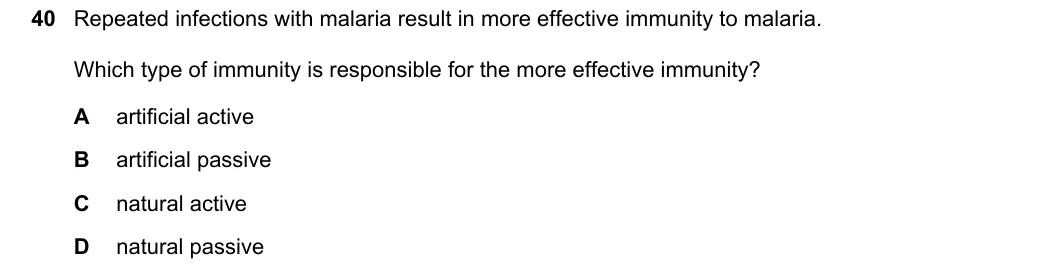 40 Repeated infections with malaria result in more effective immunity to malaria.
Which type of immunity is responsible for the more effective immunity?
A artificial active
B artificial passive
C natural active
D natural passive